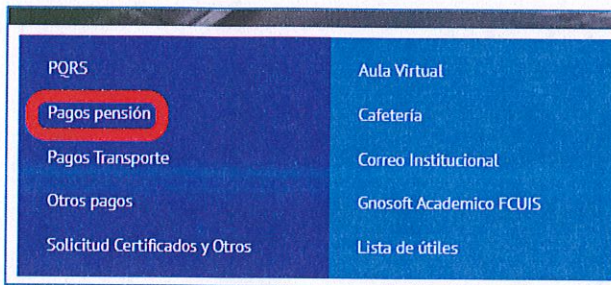 PQRS
Pagos pensión
Pagos Transporte
Otros pagos
Solicitud Certificados y Otros
Aula Virtual
Cafetería
Correo Institucional
Gnosoft Academico FCUIS
Lista de útiles